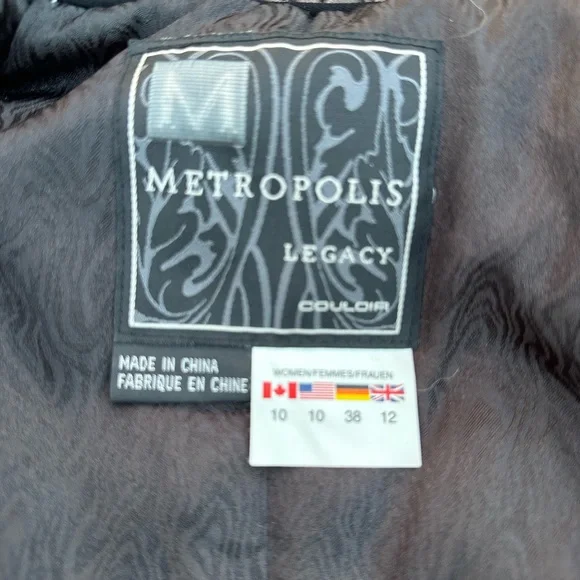 M
METROPOLIS
LEGACY
COULOIR
MADE IN CHINA
FABRIQUE EN CHINE
WOMEN/FEMMES/FRAUEN
10 10 38 12